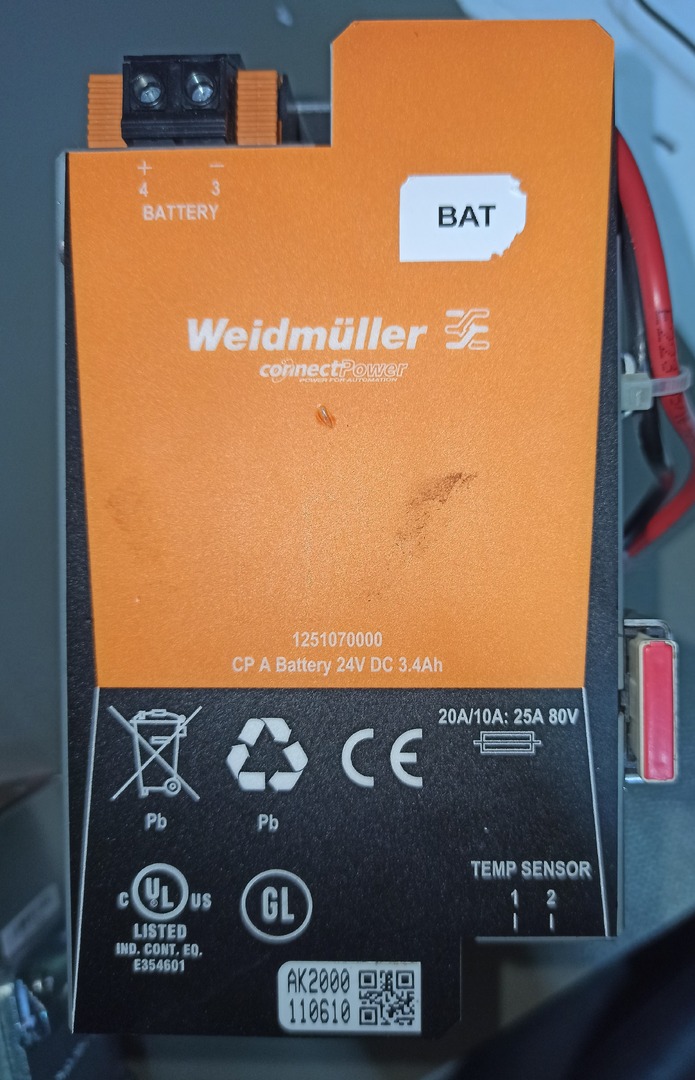 + −
4 3
BATTERY
BAT
Weidmüller
connectPower
POWER FOR AUTOMATION
1251070000
CP A Battery 24V DC 3.4Ah
20A/10A: 25A 80V
Pb
Pb
CE
TEMP SENSOR
1 2
C UL US
LISTED
IND. CONT. EQ.
E354601
GL
AK2000
110610